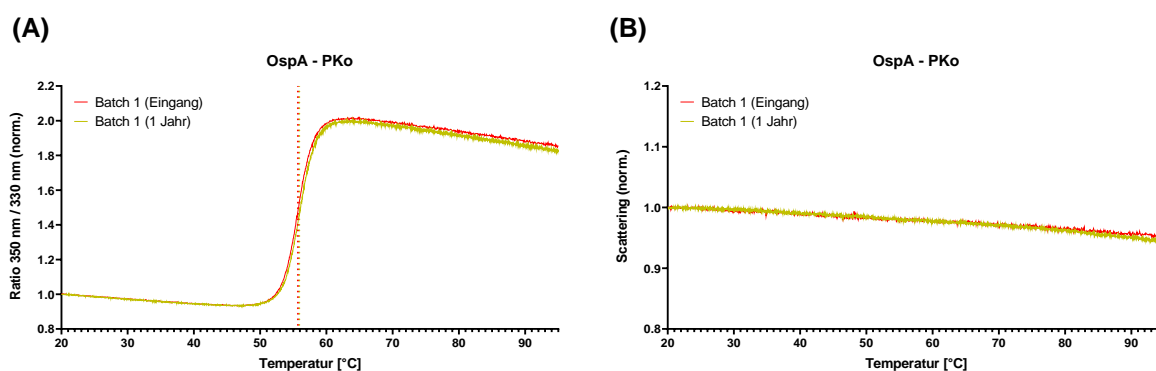 (A)
OspA - PKo
Batch 1 (Eingang)
Batch 1 (1 Jahr)
Ratio 350 nm / 330 nm (norm.)
2.2
2.0
1.8
1.6
1.4
1.2
1.0
0.8
20 30 40 50 60 70 80 90
Temperatur [°C]
(B)
OspA - PKo
Batch 1 (Eingang)
Batch 1 (1 Jahr)
Scattering (norm.)
1.2
1.1
1.0
0.9
0.8
20 30 40 50 60 70 80 90
Temperatur [°C]